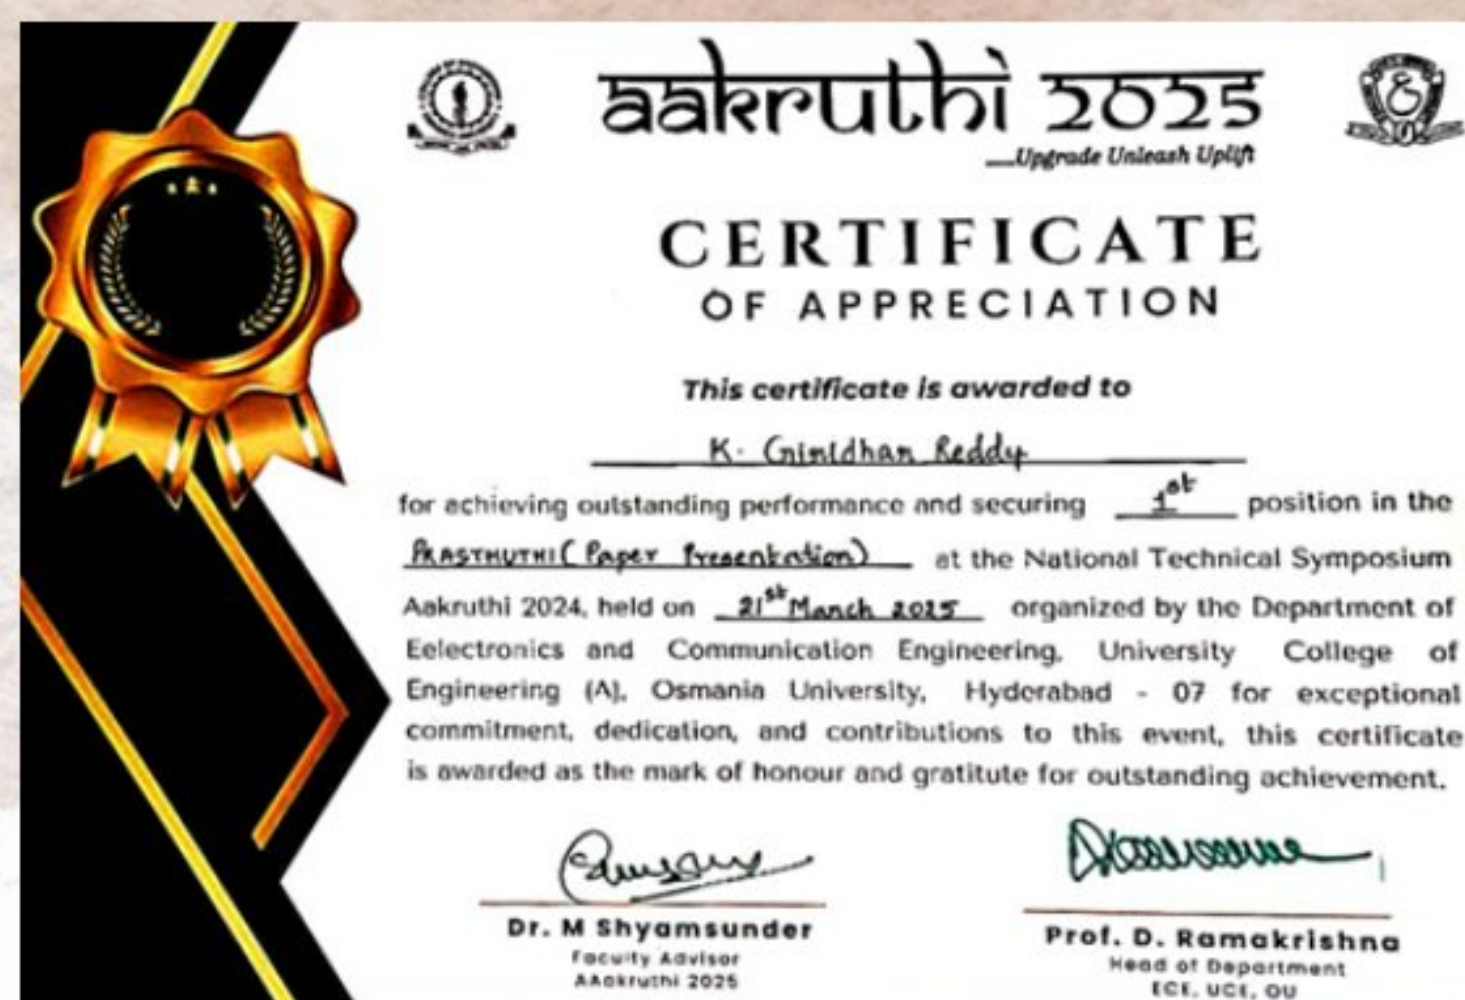 aakruthi 2025
Upgrade Unleash Uplift
CERTIFICATE
OF APPRECIATION
This certificate is awarded to
K. Ginidhan Reddy
for achieving outstanding performance and securing 1st position in the
PRASTHUTHI (Paper Presentation) at the National Technical Symposium
Aakruthi 2024, held on 21st March 2025 organized by the Department of
Eelectronics and Communication Engineering, University College of
Engineering (A), Osmania University, Hyderabad - 07 for exceptional
commitment, dedication, and contributions to this event, this certificate
is awarded as the mark of honour and gratitute for outstanding achievement.
Dr. M Shyamsunder
Faculty Advisor
AAakruthi 2025
Prof. D. Ramakrishna
Head of Department
ECE, UCE, OU